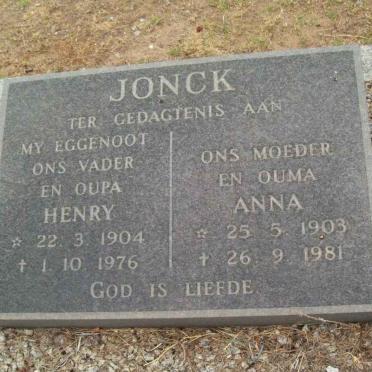 JONCK
TER GEDAGTENIS AAN
MY EGGENOOT
ONS VADER
EN OUPA
HENRY
☆ 22. 3. 1904
† 1. 10. 1976
ONS MOEDER
EN OUMA
ANNA
☆ 25. 5. 1903
† 26. 9. 1981
GOD IS LIEFDE